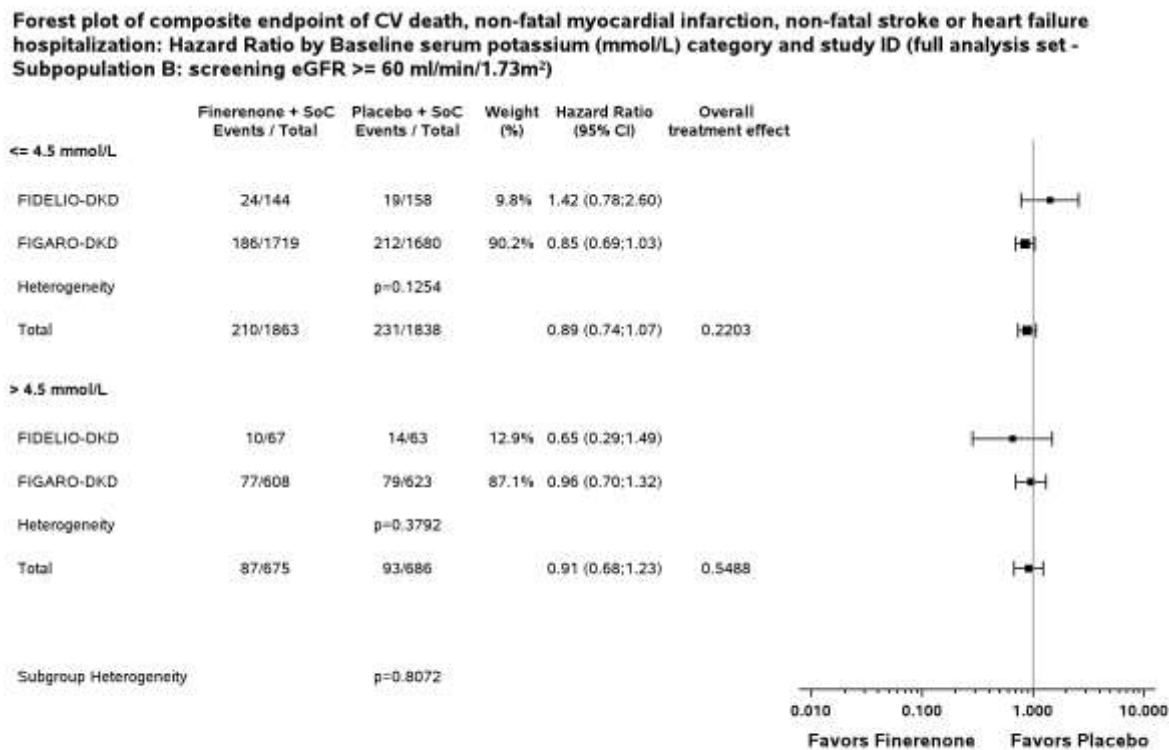 Forest plot of composite endpoint of CV death, non-fatal myocardial infarction, non-fatal stroke or heart failure
hospitalization: Hazard Ratio by Baseline serum potassium (mmol/L) category and study ID (full analysis set -
Subpopulation B: screening eGFR >= 60 ml/min/1.73m²)
Finerenone + SoC Placebo + SoC Weight Hazard Ratio Overall
Events / Total Events / Total (%) (95% CI) treatment effect
<= 4.5 mmol/L
FIDELIO-DKD 24/144 19/158 9.8% 1.42 (0.78;2.60)
FIGARO-DKD 186/1719 212/1680 90.2% 0.85 (0.69;1.03)
Heterogeneity p=0.1254
Total 210/1863 231/1838 0.89 (0.74;1.07) 0.2203
> 4.5 mmol/L
FIDELIO-DKD 10/67 14/63 12.9% 0.65 (0.29;1.49)
FIGARO-DKD 77/608 79/623 87.1% 0.96 (0.70;1.32)
Heterogeneity p=0.3792
Total 87/675 93/686 0.91 (0.68;1.23) 0.5488
Subgroup Heterogeneity p=0.8072
0.010 0.100 1.000 10.000
Favors Finerenone Favors Placebo